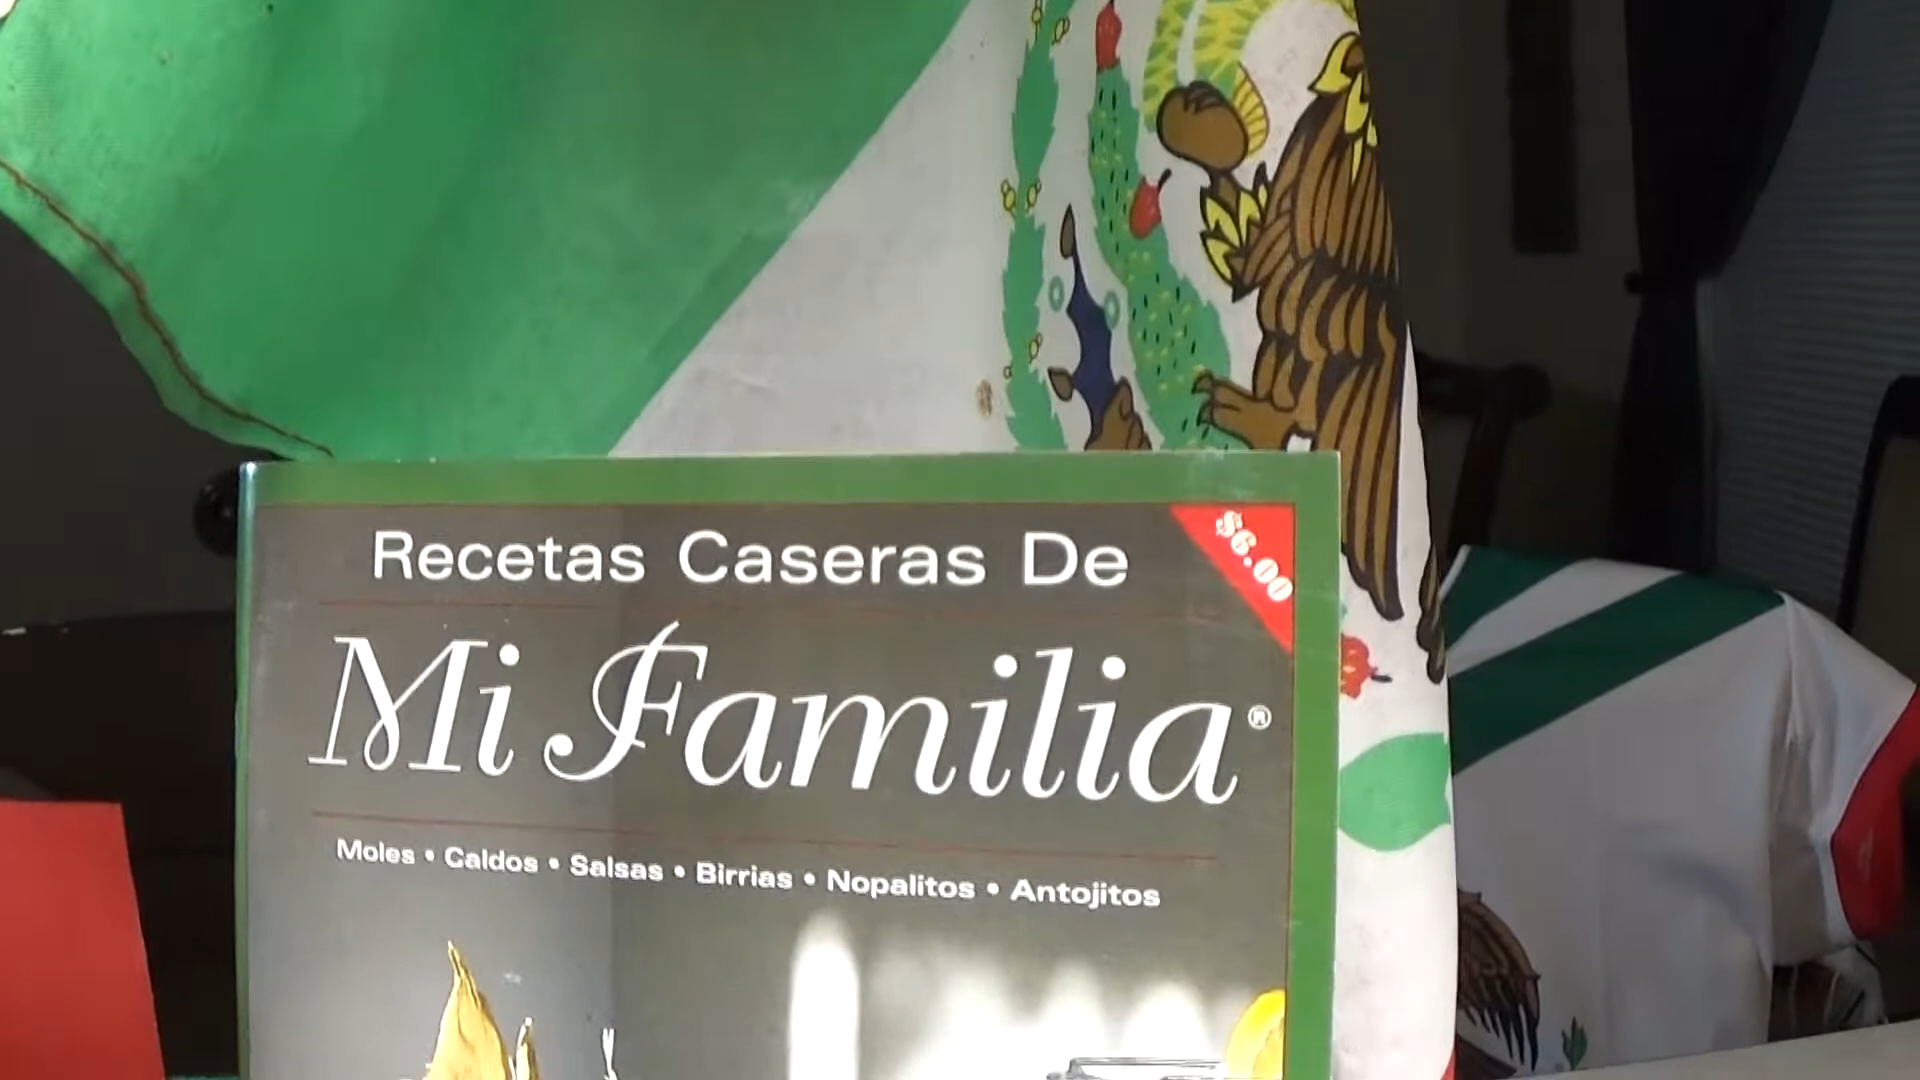 Recetas Caseras De
$6.00
Mi Familia®
Moles • Caldos • Salsas • Birrias • Nopalitos • Antojitos